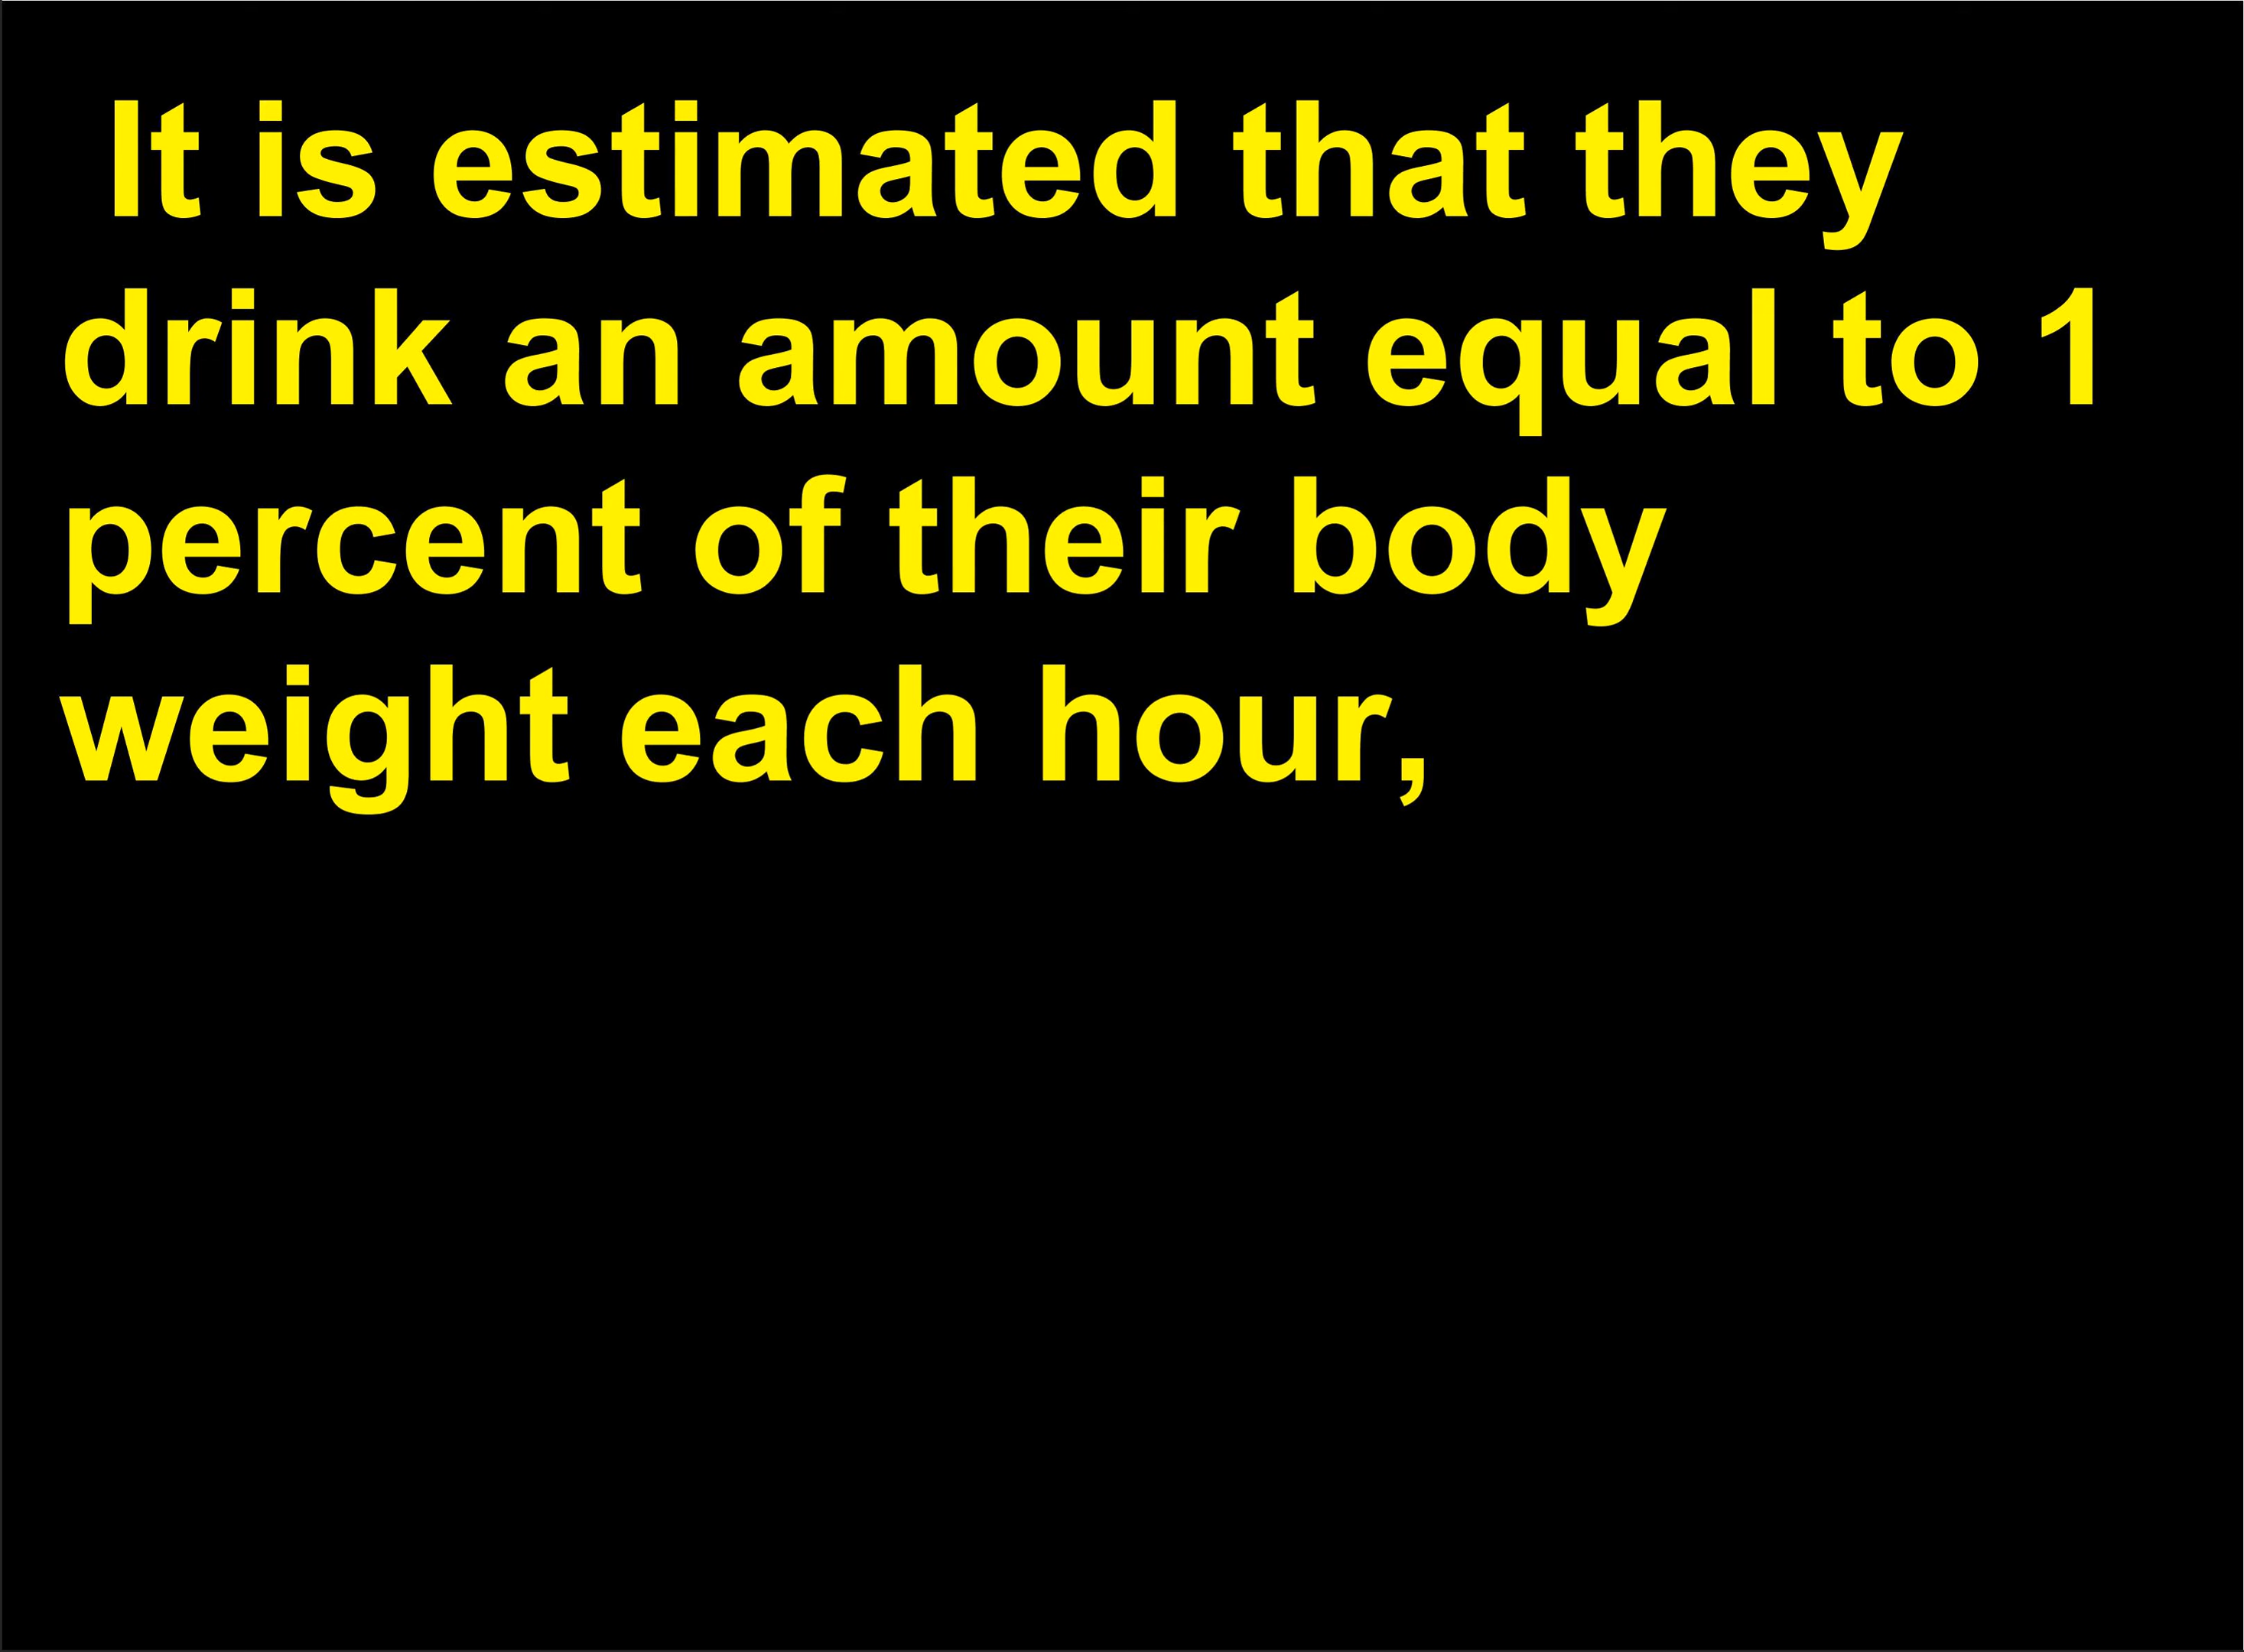 It is estimated that they
drink an amount equal to 1
percent of their body
weight each hour,